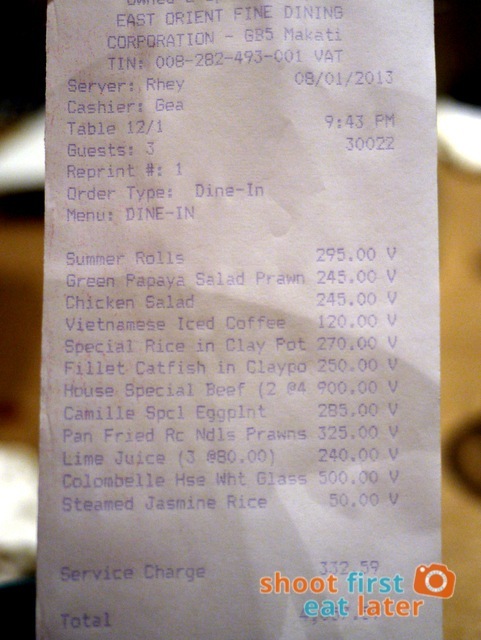 EAST ORIENT FINE DINING
CORPORATION - GB5 Makati
TIN: 008-282-493-001 VAT
Server: Rhey 08/01/2013
Cashier: Gea
Table 12/1 9:43 PM
Guests: 3 30022
Reprint #: 1
Order Type: Dine-In
Menu: DINE-IN
Summer Rolls 295.00 V
Green Papaya Salad Prawn 245.00 V
Chicken Salad 245.00 V
Vietnamese Iced Coffee 120.00 V
Special Rice in Clay Pot 270.00 V
Fillet Catfish in Claypo 250.00 V
House Special Beef (2 @4 900.00 V
Camille Spcl Eggplnt 285.00 V
Pan Fried Rc Ndls Prawns 325.00 V
Lime Juice (3 @80.00) 240.00 V
Colombelle Hse Wht Glass 500.00 V
Steamed Jasmine Rice 50.00 V
Service Charge 332.59
Total
shoot first
eat later